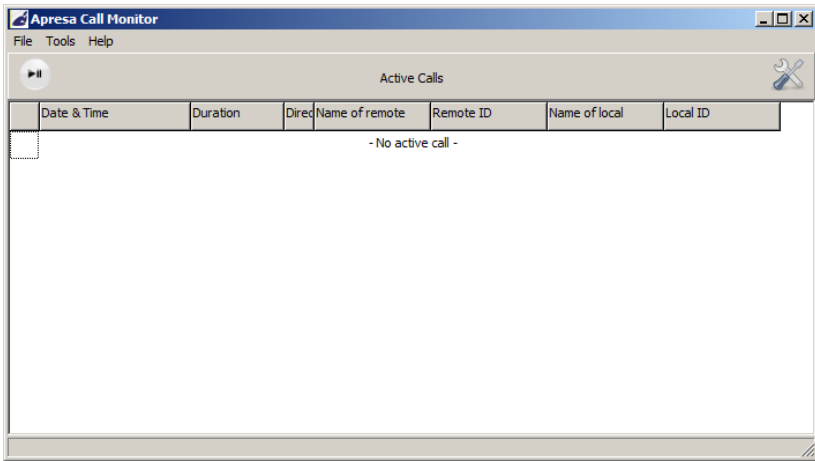 Apresa Call Monitor
File Tools Help
Active Calls
Date & Time Duration Direc Name of remote Remote ID Name of local Local ID
- No active call -